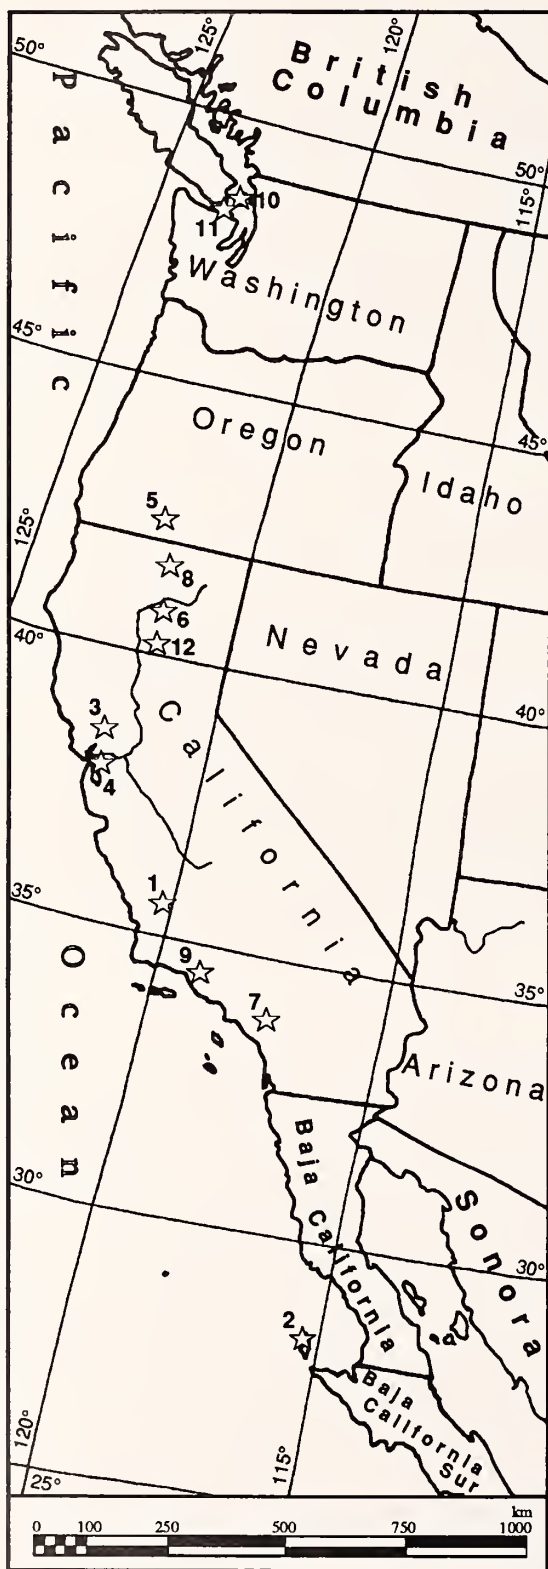 125°
120°
50°
British
Columbia
50°
115°
Pacific
10
11
Washington
45°
Oregon
45°
Idaho
5
125°
8
6
12
Nevada
40°
40°
3
4
California
1
35°
9
7
35°
Ocean
Arizona
Baja California
Sonora
30°
30°
2
Baja
California
Sur
120°
115°
25°
km
0 100 250 500 750 1000